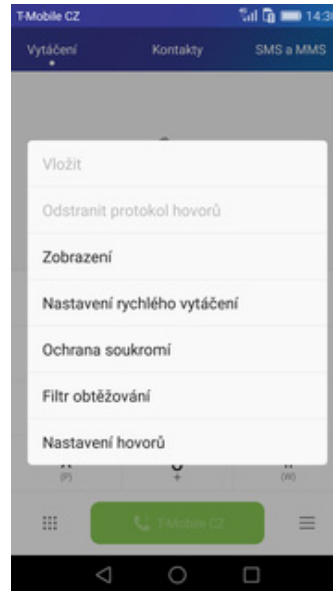 T-Mobile CZ 14:30
Vytáčení Kontakty SMS a MMS
Vložit
Odstranit protokol hovorů
Zobrazení
Nastavení rychlého vytáčení
Ochrana soukromí
Filtr obtěžování
Nastavení hovorů
(P) + (W)
T-Mobile CZ